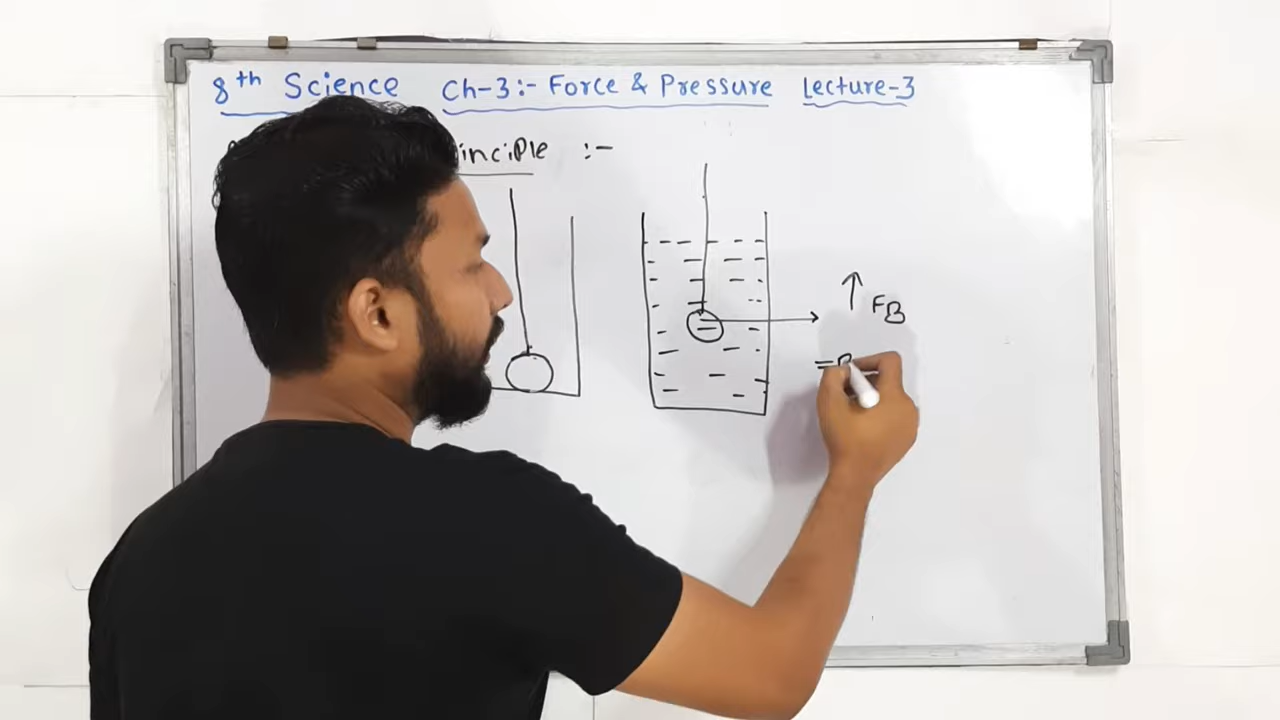 8th Science Ch-3:- Force & Pressure Lecture-3
inciple :-
FB
=